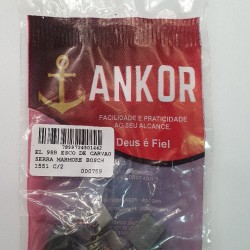 ANKOR
FACILIDADE E PRATICIDADE
AO SEU ALCANCE.
Deus é Fiel
EL 988 ESCO DE CARVAO
SERRA MARMORE BOSCH
1551 C/2
000769